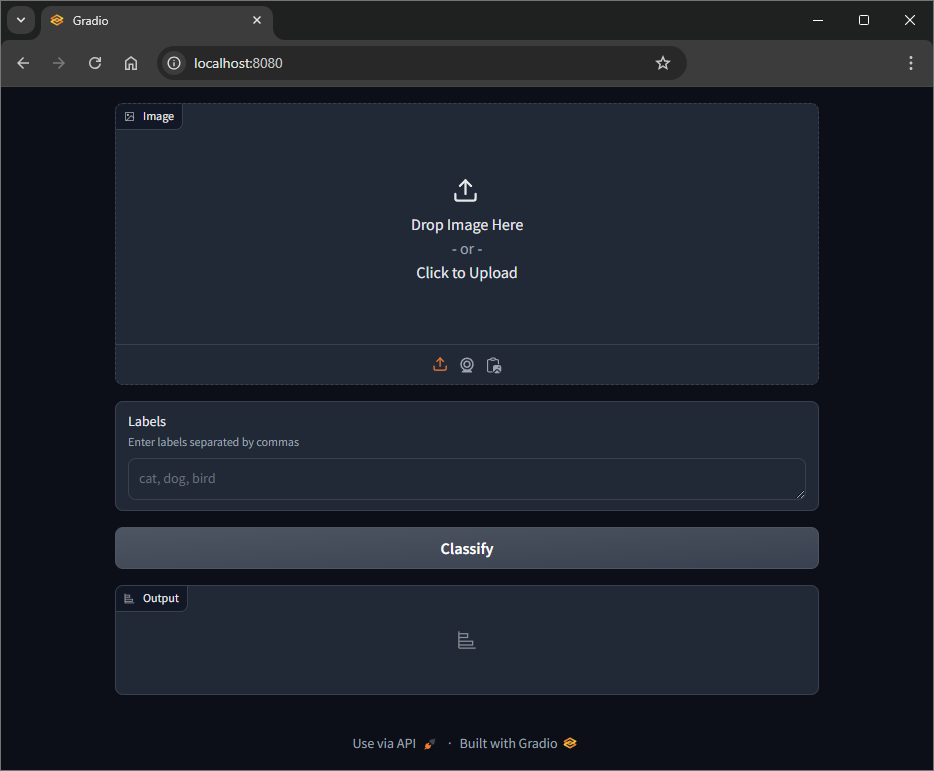 Gradio
localhost:8080
Image
Drop Image Here
- or -
Click to Upload
Labels
Enter labels separated by commas
cat, dog, bird
Classify
Output
Use via API · Built with Gradio